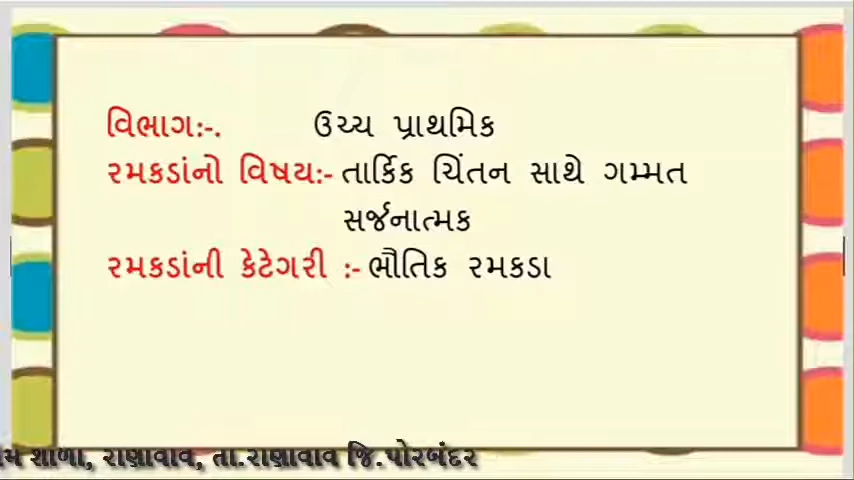 વિભાગ:-. ઉચ્ચ પ્રાથમિક
રમકડાંનો વિષય:- તાર્કિક ચિંતન સાથે ગમ્મત
સર્જનાત્મક
રમકડાંની કેટેગરી :- ભૌતિક રમકડા
શાળા, રાણાવાવ, તા.રાણાવાવ જિ.પોરબંદર